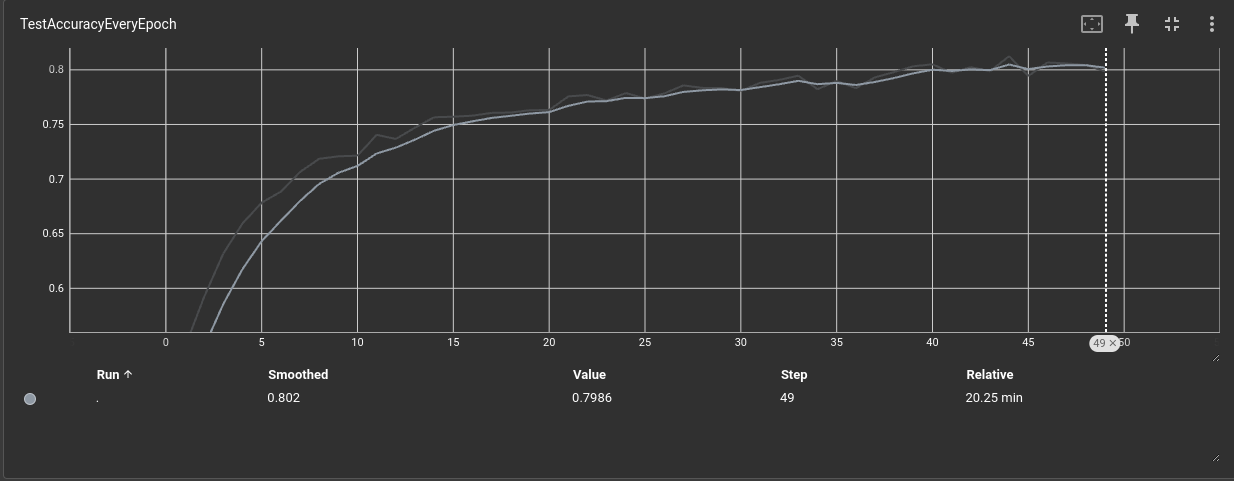 TestAccuracyEveryEpoch
0.8
0.75
0.7
0.65
0.6
0 5 10 15 20 25 30 35 40 45 49 × 50
Run ↑ Smoothed Value Step Relative
. 0.802 0.7986 49 20.25 min